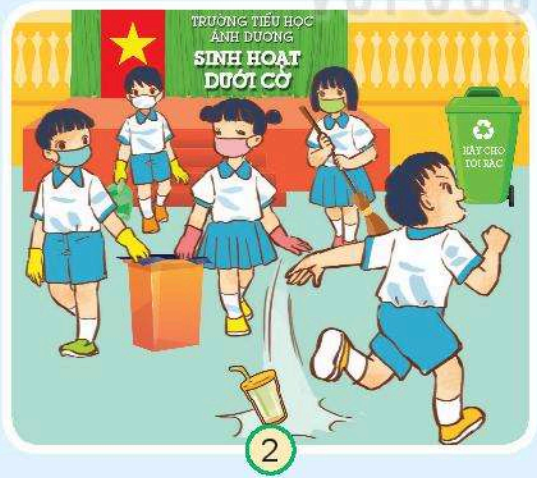 TRƯỜNG TIỂU HỌC
ÁNH DƯƠNG
SINH HOẠT
DƯỚI CỜ
HÃY CHO
TÔI RÁC
2